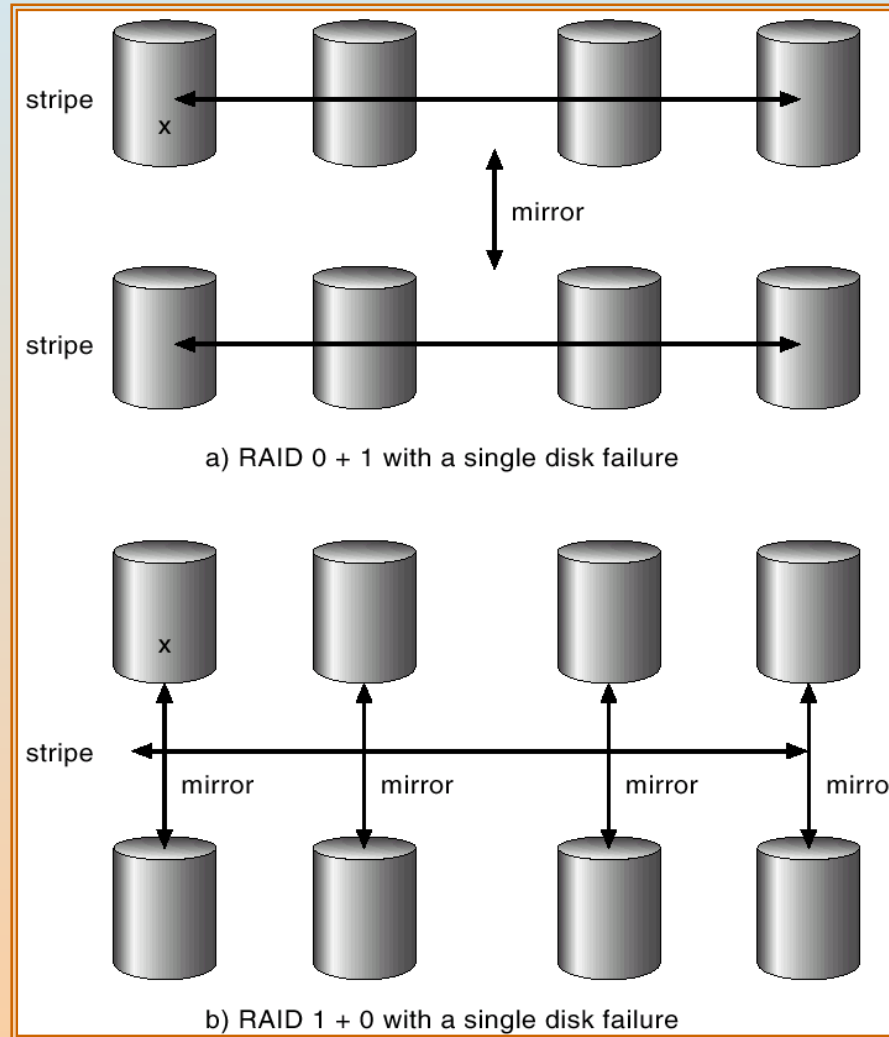 stripe
x
mirror
stripe
a) RAID 0 + 1 with a single disk failure
x
stripe
mirror
mirror
mirror
mirro
b) RAID 1 + 0 with a single disk failure